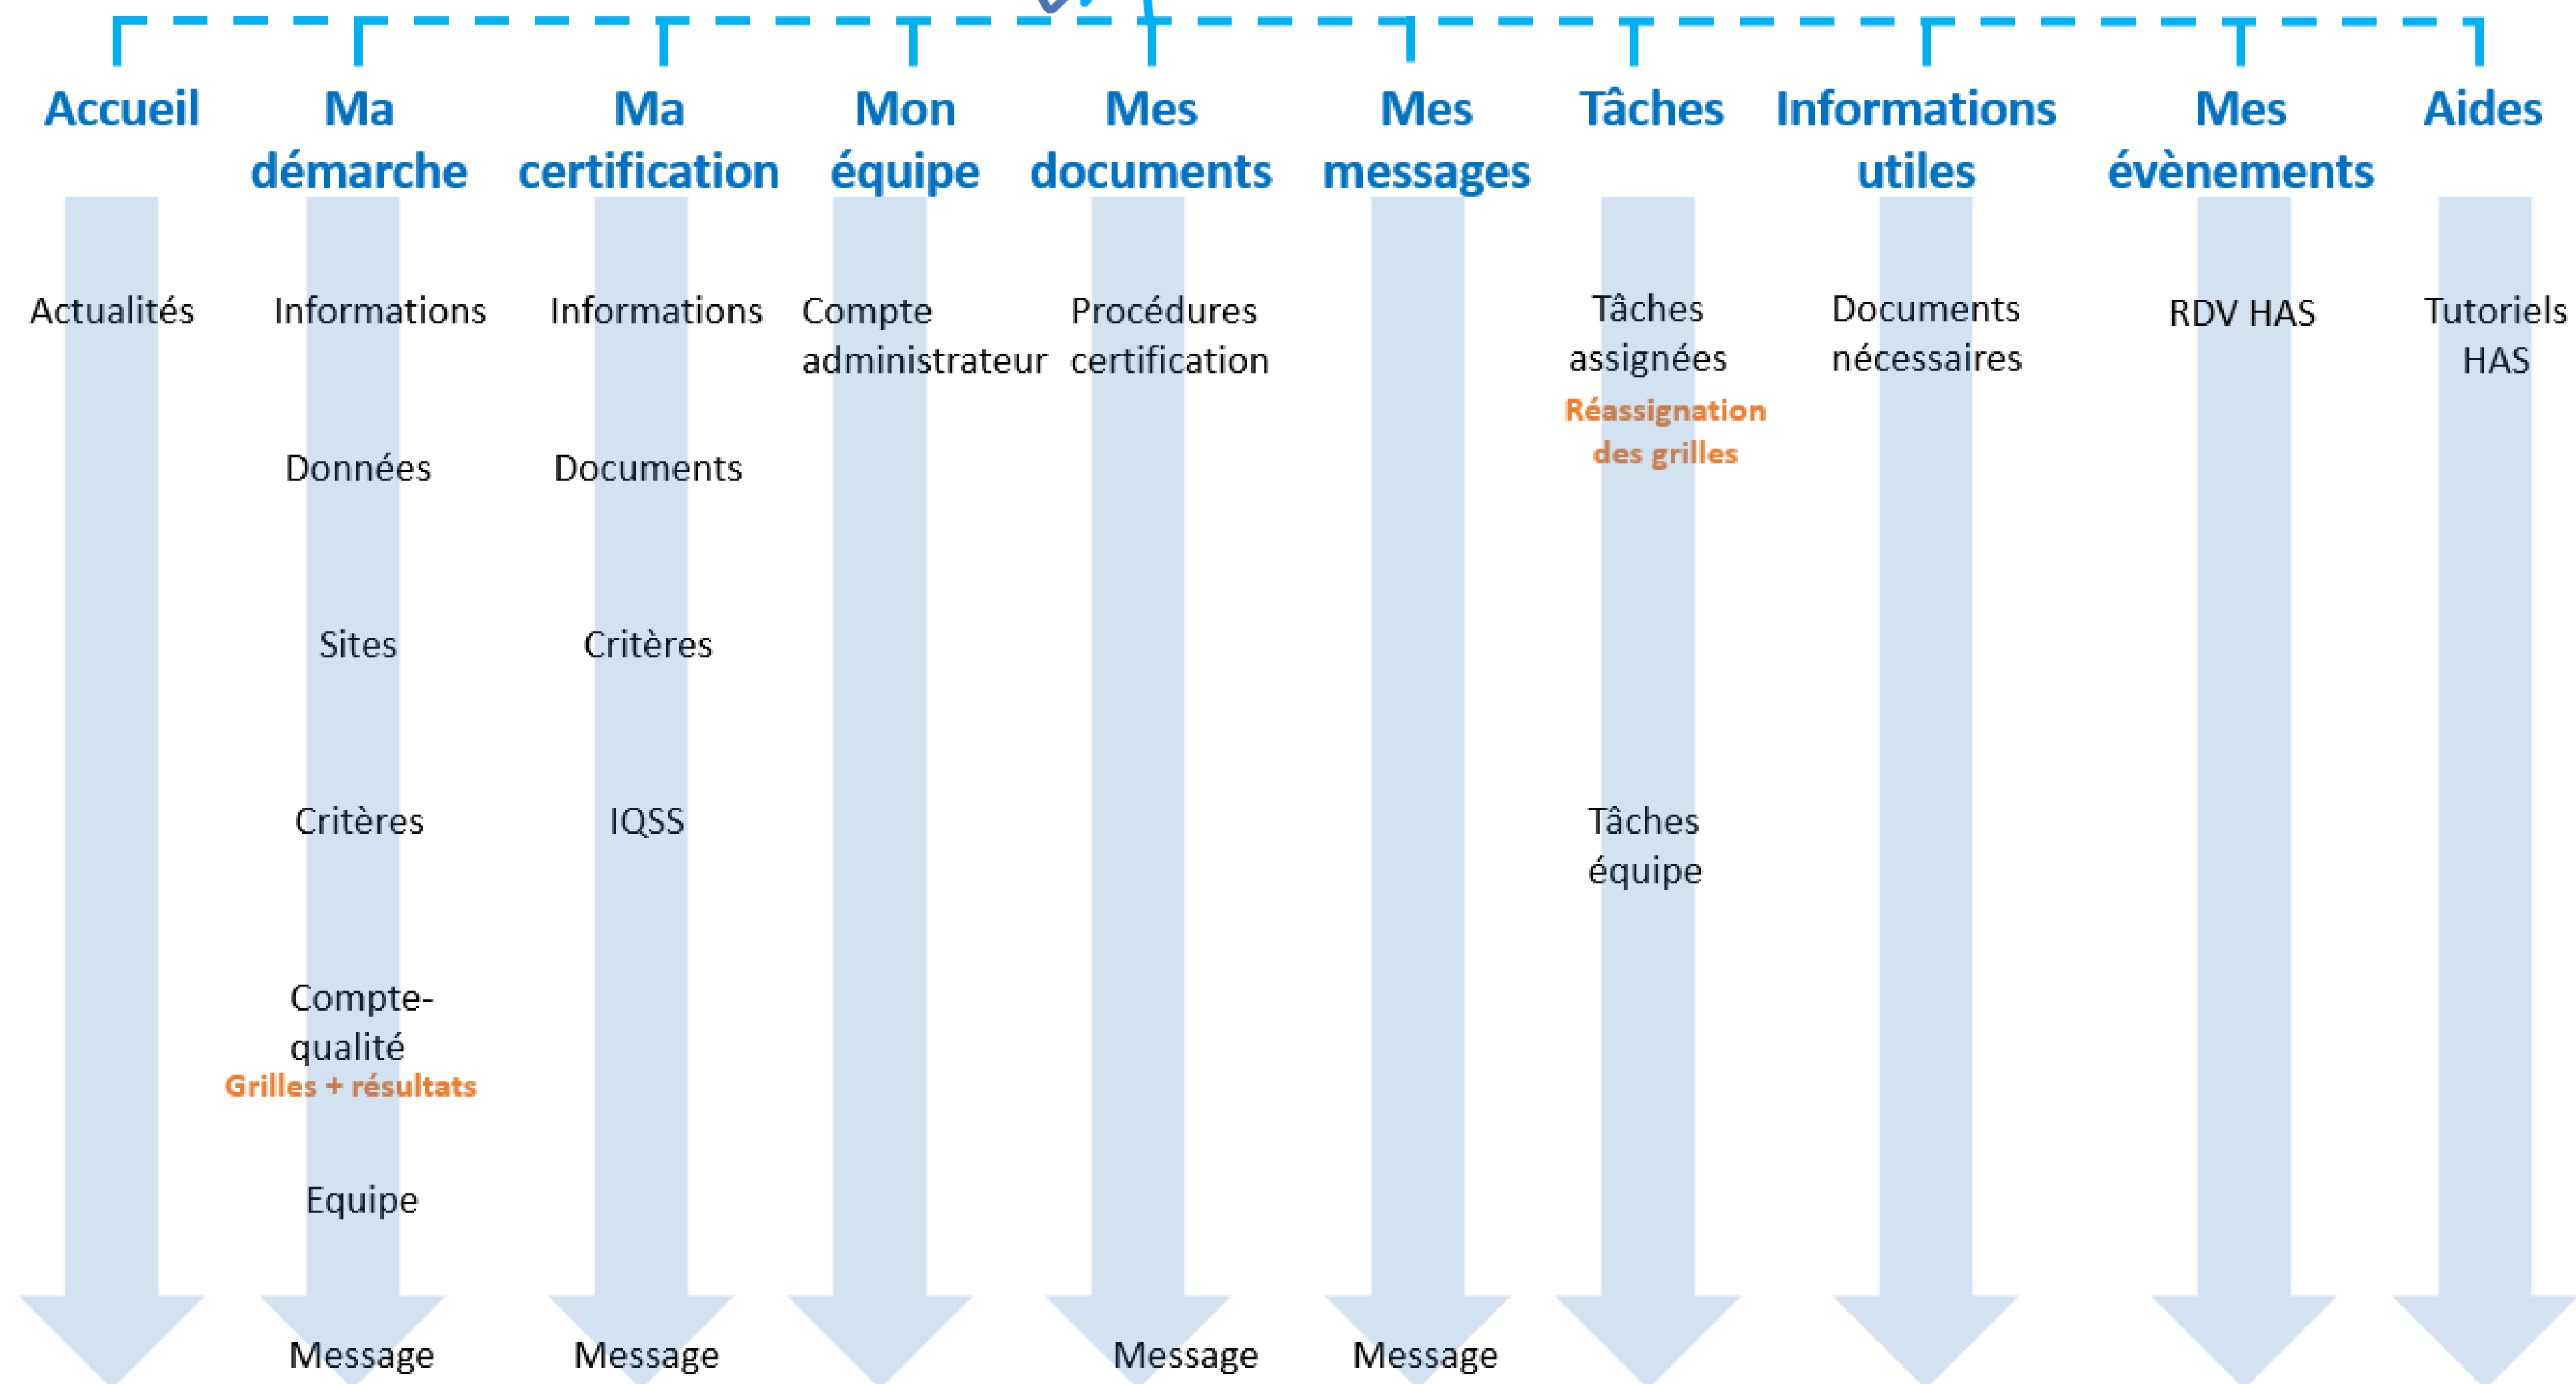 Accueil
Ma
démarche
Ma
certification
Mon
équipe
Mes
documents
Mes
messages
Tâches
Informations
utiles
Mes
évènements
Aides
Actualités
Informations
Données
Sites
Critères
Compte-
qualité
Grilles + résultats
Equipe
Message
Informations
Documents
Critères
IQSS
Message
Compte
administrateur
Procédures
certification
Message
Message
Tâches
assignées
Réassignation
des grilles
Tâches
équipe
Documents
nécessaires
RDV HAS
Tutoriels
HAS